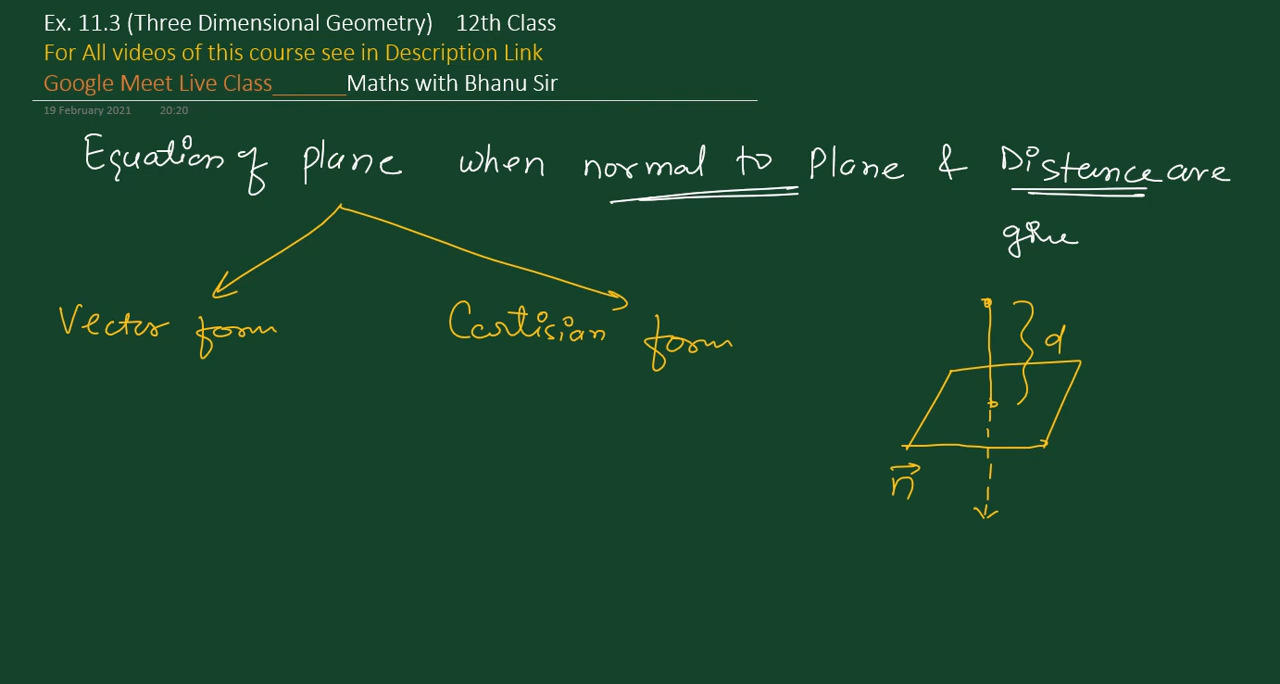 Ex. 11.3 (Three Dimensional Geometry) 12th Class
For All videos of this course see in Description Link
Google Meet Live Class______Maths with Bhanu Sir
19 February 2021 20:20
Equation of plane when normal to Plane & Distance are
give
Vector form Cartisian form
d
n⃗